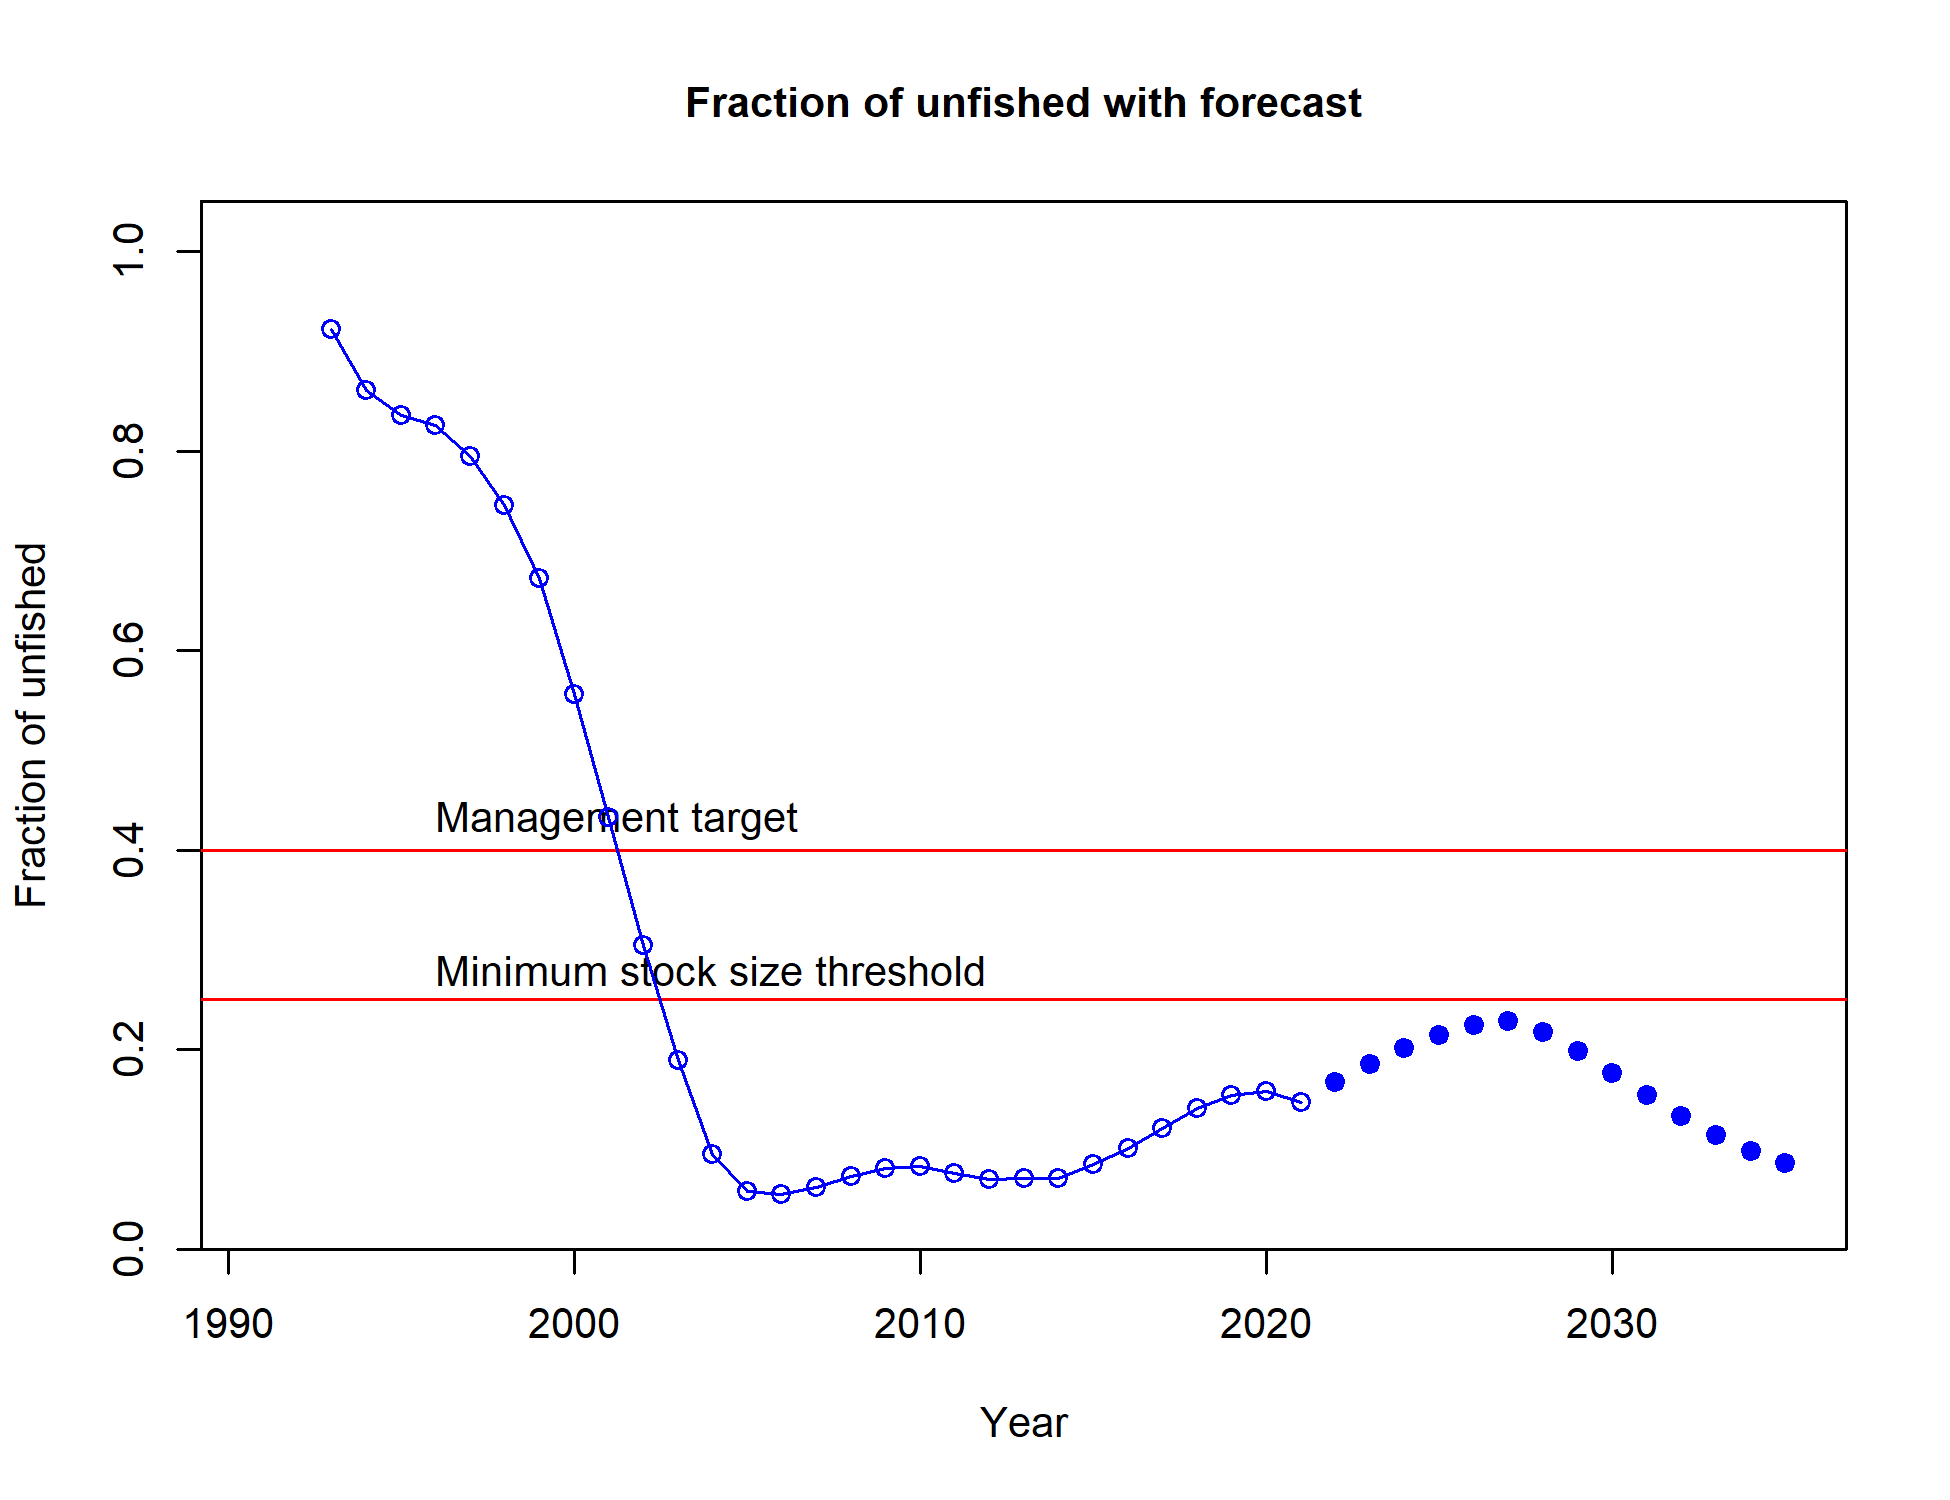 Fraction of unfished with forecast
Fraction of unfished
1.0
0.8
0.6
0.4
0.2
0.0
Management target
Minimum stock size threshold
1990 2000 2010 2020 2030
Year